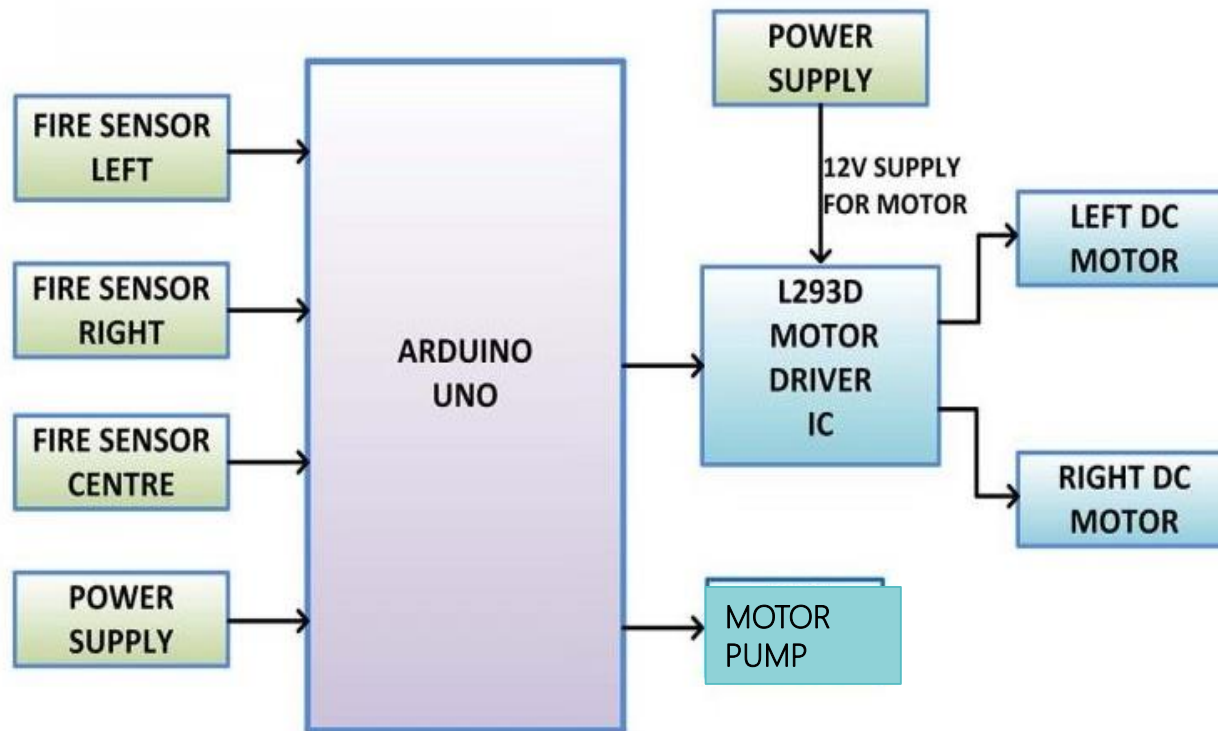 FIRE SENSOR
LEFT
FIRE SENSOR
RIGHT
FIRE SENSOR
CENTRE
POWER
SUPPLY
ARDUINO
UNO
POWER
SUPPLY
12V SUPPLY
FOR MOTOR
L293D
MOTOR
DRIVER
IC
LEFT DC
MOTOR
RIGHT DC
MOTOR
MOTOR
PUMP